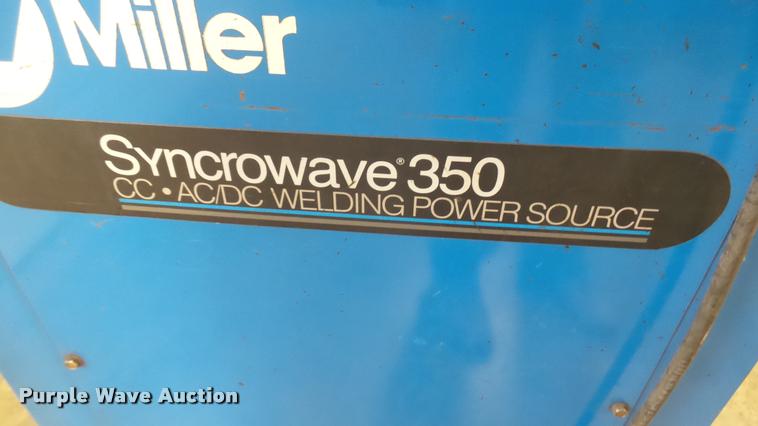 Miller
Syncrowave® 350
CC • AC/DC WELDING POWER SOURCE
Purple Wave Auction